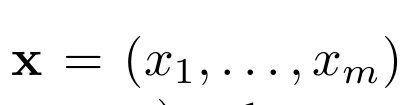 x = (x₁, . . . , xₘ)